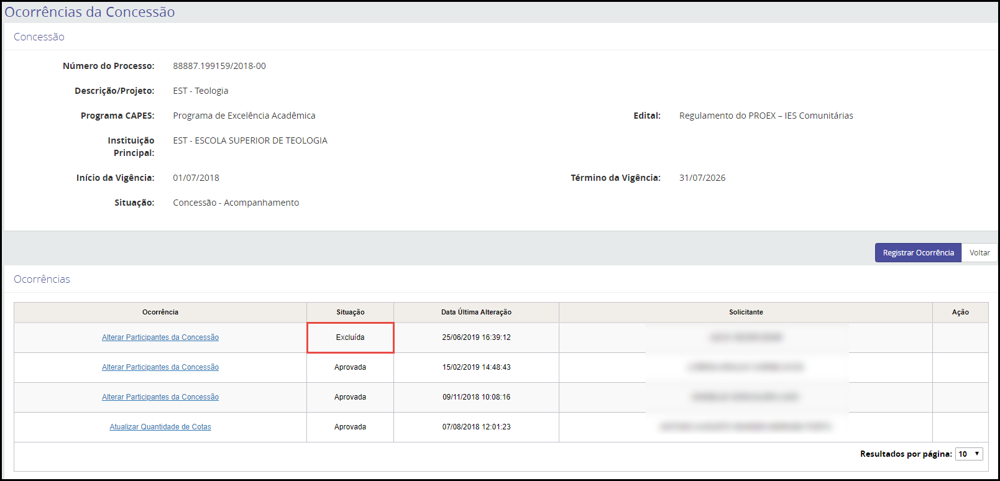 Ocorrências da Concessão
Concessão
Número do Processo: 88887.199159/2018-00
Descrição/Projeto: EST - Teologia
Programa CAPES: Programa de Excelência Acadêmica Edital: Regulamento do PROEX – IES Comunitárias
Instituição Principal: EST - ESCOLA SUPERIOR DE TEOLOGIA
Início da Vigência: 01/07/2018 Término da Vigência: 31/07/2026
Situação: Concessão - Acompanhamento
Registrar Ocorrência Voltar
Ocorrências
Ocorrência Situação Data Última Alteração Solicitante Ação
Alterar Participantes da Concessão Excluída 25/06/2019 16:39:12
Alterar Participantes da Concessão Aprovada 15/02/2019 14:48:43
Alterar Participantes da Concessão Aprovada 09/11/2018 10:08:16
Atualizar Quantidade de Cotas Aprovada 07/08/2018 12:01:23
Resultados por página: 10